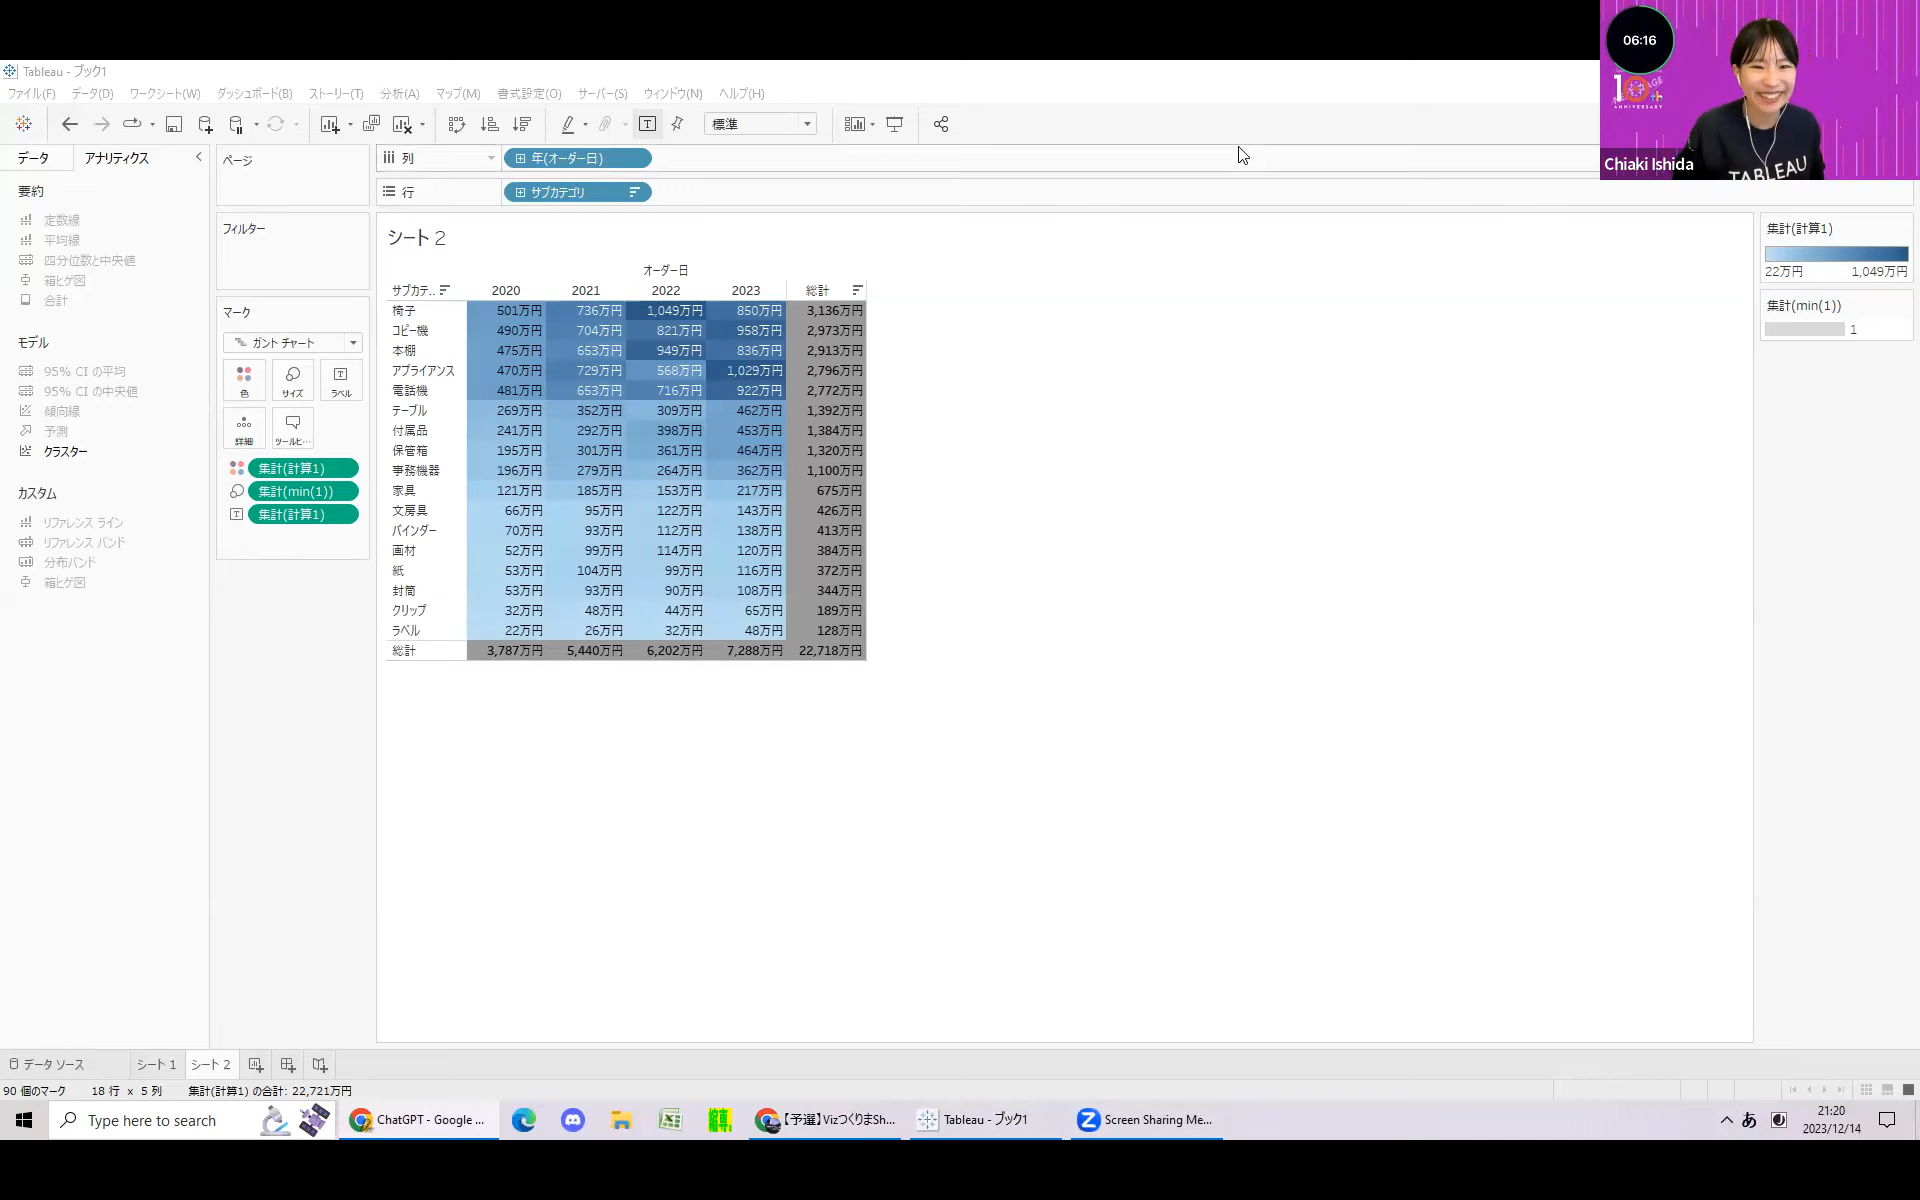 Tableau - ブック1
ファイル(F) データ(D) ワークシート(W) ダッシュボード(B) ストーリー(T) 分析(A) マップ(M) 書式設定(O) サーバー(S) ウィンドウ(N) ヘルプ(H)
標準
06:16
10th
ANNIVERSARY
TABLEAU
Chiaki Ishida
データ アナリティクス
要約
定数線
平均線
四分位数と中央値
箱ヒゲ図
合計
モデル
95% CI の平均
95% CI の中央値
傾向線
予測
クラスター
カスタム
リファレンス ライン
リファレンス バンド
分布バンド
箱ヒゲ図
ページ
フィルター
マーク
ガント チャート
色 サイズ ラベル
詳細 ツールヒ…
集計(計算1)
集計(min(1))
集計(計算1)
列 年(オーダー日)
行 サブカテゴリ
シート 2
オーダー日
サブカテ.. 2020 2021 2022 2023 総計
椅子 501万円 736万円 1,049万円 850万円 3,136万円
コピー機 490万円 704万円 821万円 958万円 2,973万円
本棚 475万円 653万円 949万円 836万円 2,913万円
アプライアンス 470万円 729万円 568万円 1,029万円 2,796万円
電話機 481万円 653万円 716万円 922万円 2,772万円
テーブル 269万円 352万円 309万円 462万円 1,392万円
付属品 241万円 292万円 398万円 453万円 1,384万円
保管箱 195万円 301万円 361万円 464万円 1,320万円
事務機器 196万円 279万円 264万円 362万円 1,100万円
家具 121万円 185万円 153万円 217万円 675万円
文房具 66万円 95万円 122万円 143万円 426万円
バインダー 70万円 93万円 112万円 138万円 413万円
画材 52万円 99万円 114万円 120万円 384万円
紙 53万円 104万円 99万円 116万円 372万円
封筒 53万円 93万円 90万円 108万円 344万円
クリップ 32万円 48万円 44万円 65万円 189万円
ラベル 22万円 26万円 32万円 48万円 128万円
総計 3,787万円 5,440万円 6,202万円 7,288万円 22,718万円
集計(計算1)
22万円 1,049万円
集計(min(1))
1
データ ソース シート 1 シート 2
90 個のマーク 18 行 x 5 列 集計(計算1) の合計: 22,721万円
Type here to search
ChatGPT - Google ...
【予選】VizつくりまSh...
Tableau - ブック1
Screen Sharing Me...
あ
21:20
2023/12/14